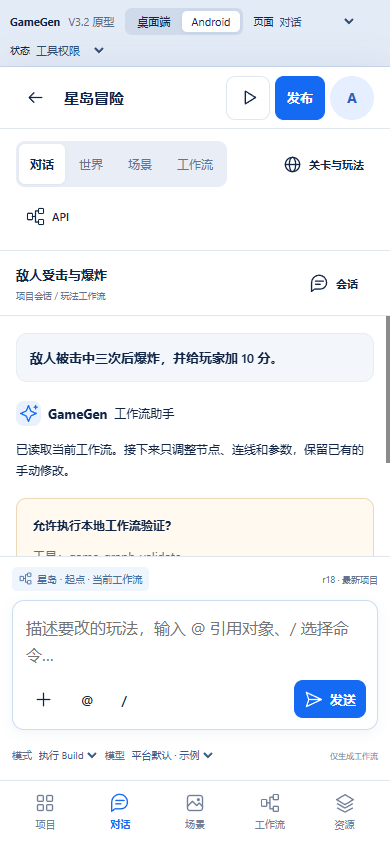 GameGen V3.2 原型 桌面端 Android 页面 对话
状态 工具权限
星岛冒险 发布 A
对话 世界 场景 工作流 关卡与玩法
API
敌人受击与爆炸
项目会话 / 玩法工作流
会话
敌人被击中三次后爆炸，并给玩家加 10 分。
GameGen 工作流助手
已读取当前工作流。接下来只调整节点、连线和参数，保留已有的
手动修改。
允许执行本地工作流验证？
工具：game_graph_validate
星岛 · 起点 · 当前工作流 r18 · 最新项目
描述要改的玩法，输入 @ 引用对象、/ 选择命
令...
@ / 发送
模式 执行 Build 模型 平台默认 · 示例 仅生成工作流
项目 对话 场景 工作流 资源